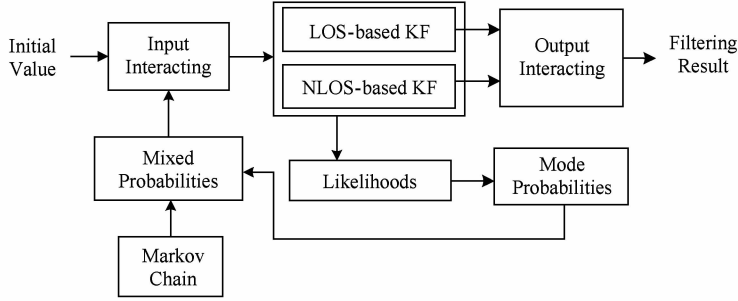 Initial
Value
Input
Interacting
LOS-based KF
NLOS-based KF
Output
Interacting
Filtering
Result
Mixed
Probabilities
Likelihoods
Mode
Probabilities
Markov
Chain